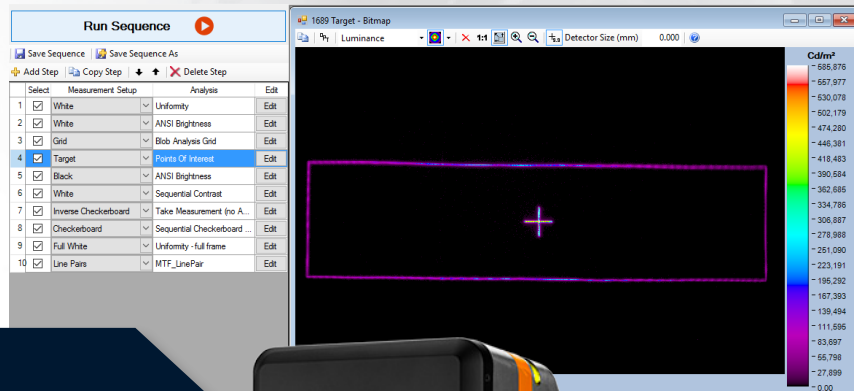 Run Sequence
Save Sequence Save Sequence As
Add Step Copy Step Delete Step
Select Measurement Setup Analysis Edit
1 White Uniformity Edit
2 White ANSI Brightness Edit
3 Grid Blob Analysis Grid Edit
4 Target Points Of Interest Edit
5 Black ANSI Brightness Edit
6 White Sequential Contrast Edit
7 Inverse Checkerboard Take Measurement (no A... Edit
8 Checkerboard Sequential Checkerboard ... Edit
9 Full White Uniformity - full frame Edit
10 Line Pairs MTF_LinePair Edit
1689 Target - Bitmap
Luminance 1:1 Detector Size (mm) 0.000
Cd/m²
685,876
657,977
630,078
602,179
474,280
446,381
418,483
390,584
362,685
334,786
306,887
278,988
251,090
223,191
195,292
167,393
139,494
111,595
83,697
55,798
27,899
0.00